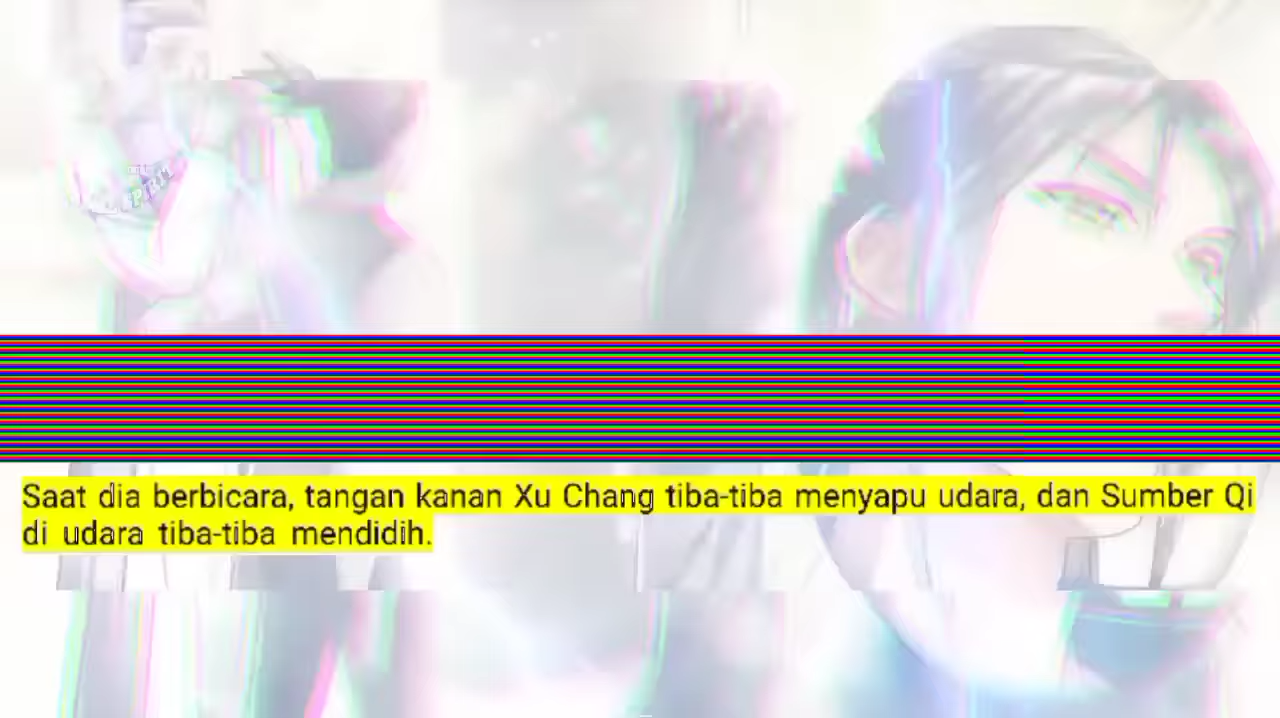 SPIRIT
Saat dia berbicara, tangan kanan Xu Chang tiba-tiba menyapu udara, dan Sumber Qi
di udara tiba-tiba mendidih.